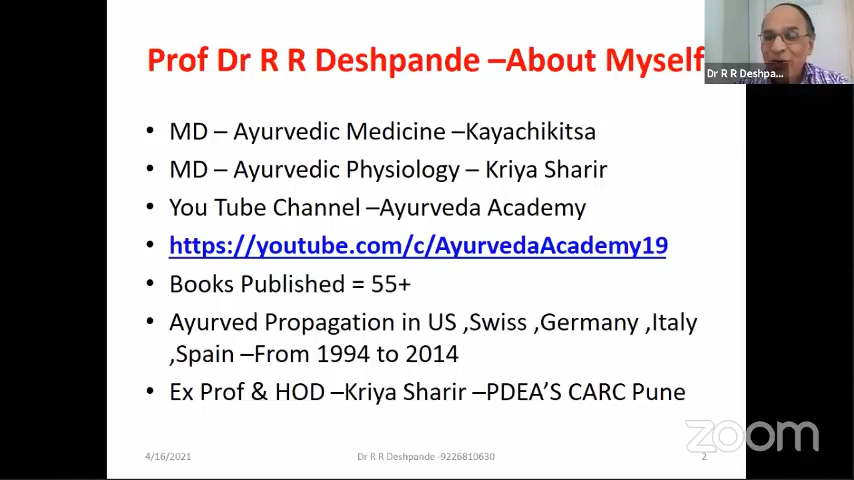 Prof Dr R R Deshpande –About Myself
Dr R R Deshpa...
• MD – Ayurvedic Medicine –Kayachikitsa
• MD – Ayurvedic Physiology – Kriya Sharir
• You Tube Channel –Ayurveda Academy
• https://youtube.com/c/AyurvedaAcademy19
• Books Published = 55+
• Ayurved Propagation in US ,Swiss ,Germany ,Italy
,Spain –From 1994 to 2014
• Ex Prof & HOD –Kriya Sharir –PDEA’S CARC Pune
zoom
4/16/2021
Dr R R Deshpande -9226810630
2